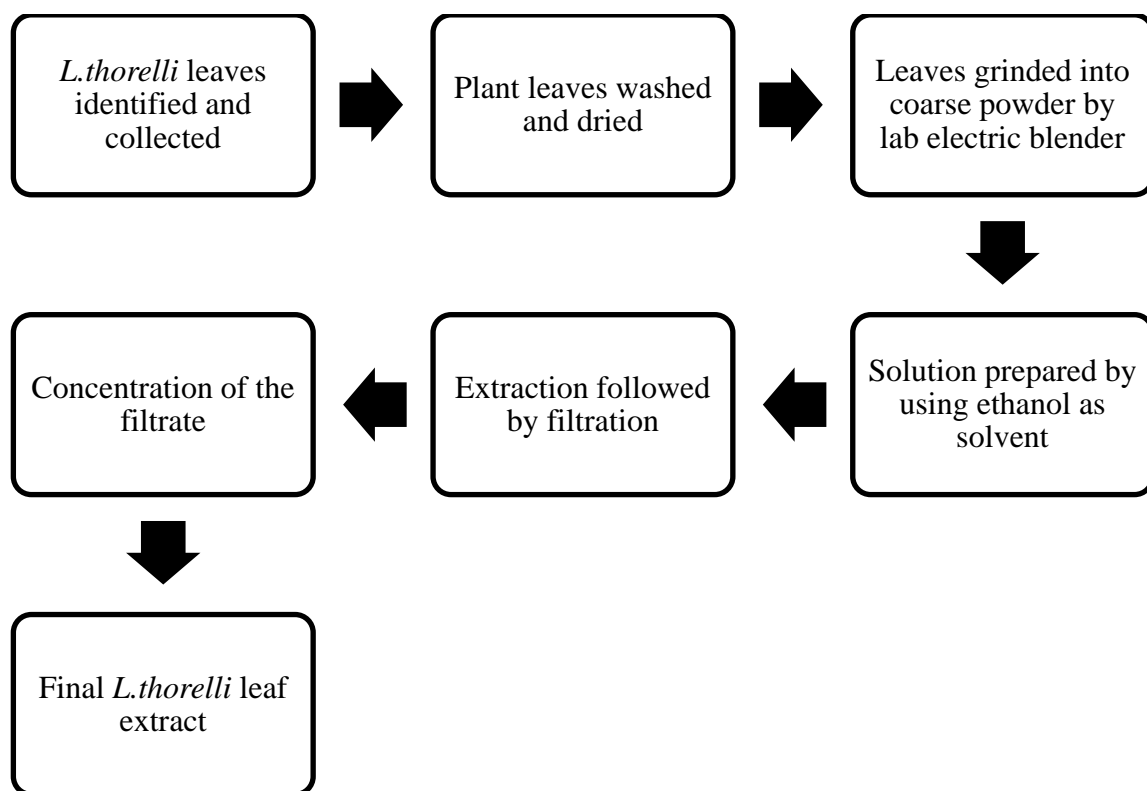 L.thorelli leaves
identified and
collected
Plant leaves washed
and dried
Leaves grinded into
coarse powder by
lab electric blender
Solution prepared by
using ethanol as
solvent
Extraction followed
by filtration
Concentration of the
filtrate
Final L.thorelli leaf
extract